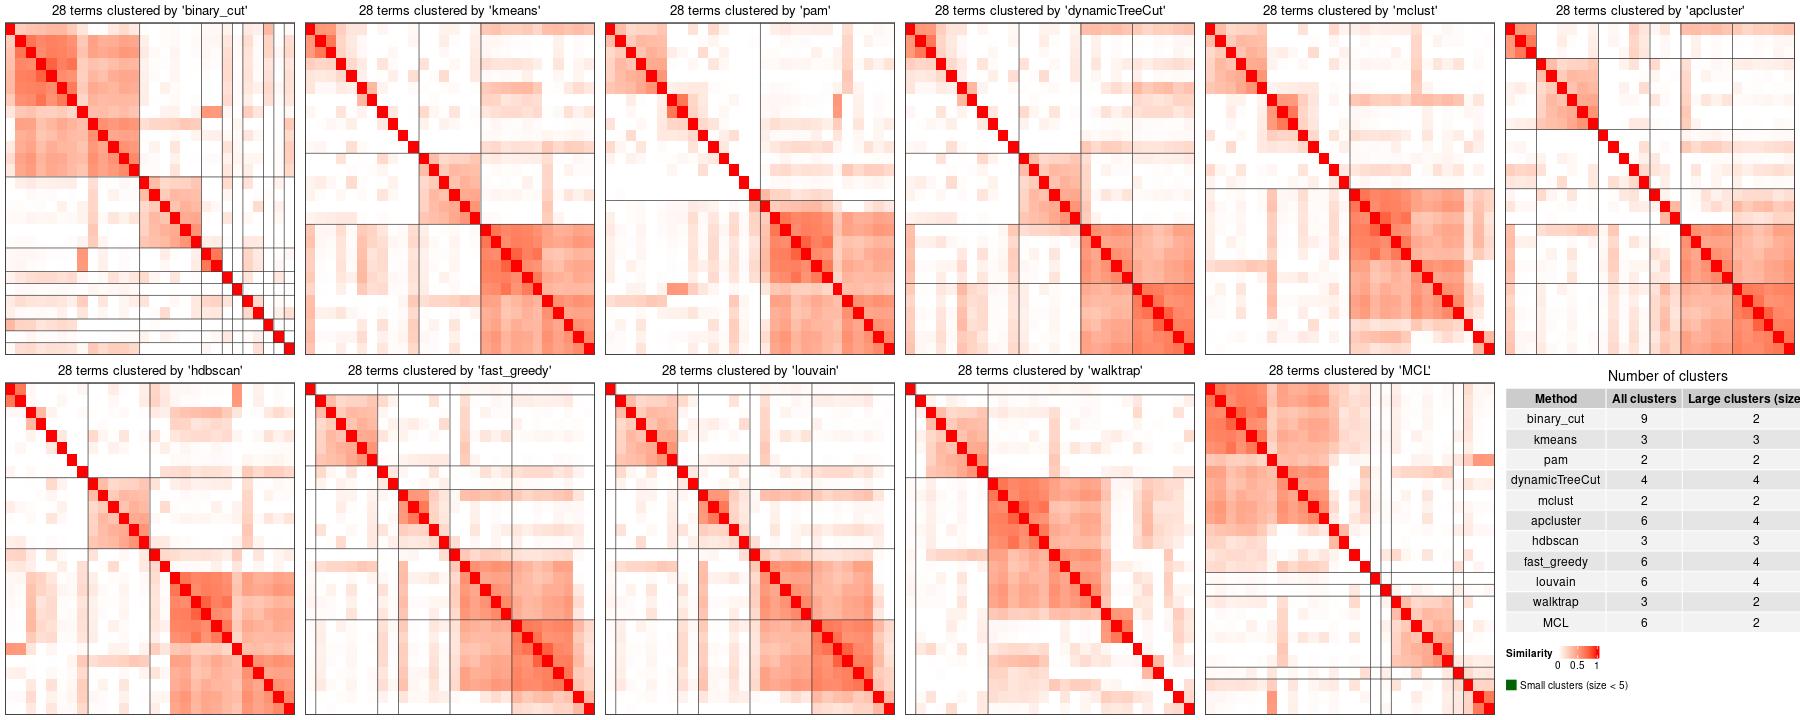 28 terms clustered by 'binary_cut'
28 terms clustered by 'kmeans'
28 terms clustered by 'pam'
28 terms clustered by 'dynamicTreeCut'
28 terms clustered by 'mclust'
28 terms clustered by 'apcluster'
28 terms clustered by 'hdbscan'
28 terms clustered by 'fast_greedy'
28 terms clustered by 'louvain'
28 terms clustered by 'walktrap'
28 terms clustered by 'MCL'
Number of clusters
Method All clusters Large clusters (size
binary_cut 9 2
kmeans 3 3
pam 2 2
dynamicTreeCut 4 4
mclust 2 2
apcluster 6 4
hdbscan 3 3
fast_greedy 6 4
louvain 6 4
walktrap 3 2
MCL 6 2
Similarity
0 0.5 1
Small clusters (size < 5)